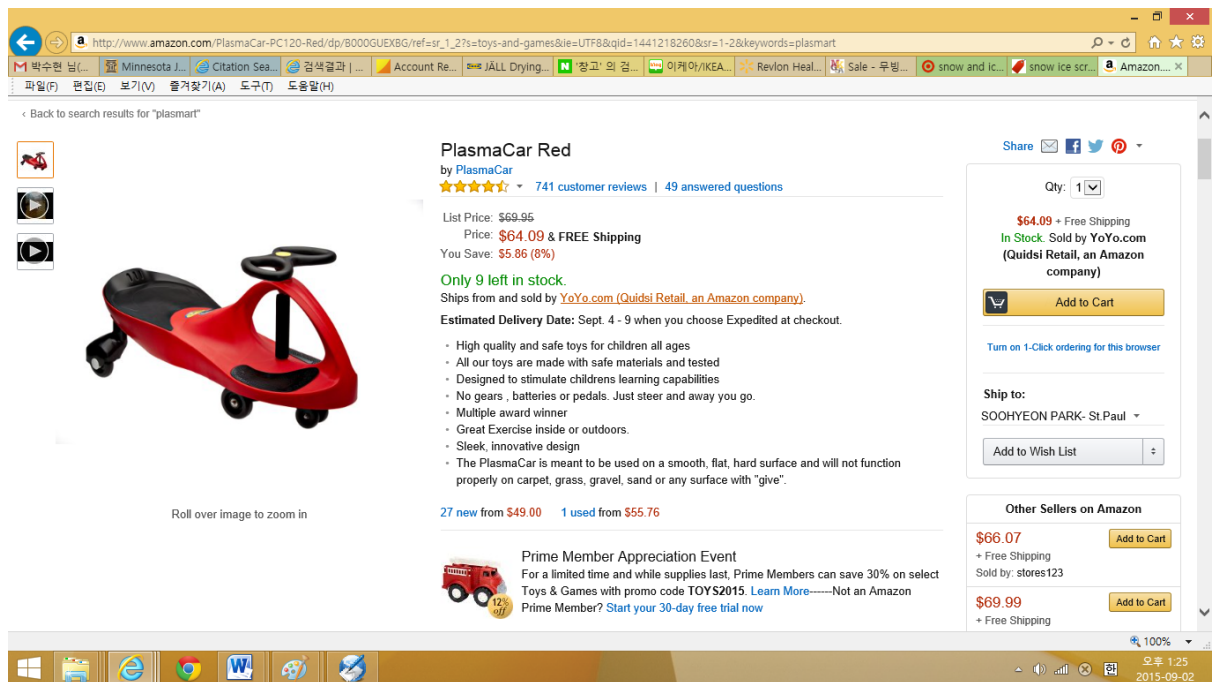 http://www.amazon.com/PlasmaCar-PC120-Red/dp/B000GUEXBG/ref=sr_1_2?s=toys-and-games&ie=UTF8&qid=1441218260&sr=1-2&keywords=plasmart
박수현 님(...
Minnesota J...
Citation Sea...
검색결과 | ...
Account Re...
JÄLL Drying...
'창고' 의 검...
이케아/IKEA...
Revlon Heal...
Sale - 무빙...
snow and ic...
snow ice scr...
Amazon....
파일(F) 편집(E) 보기(V) 즐겨찾기(A) 도구(T) 도움말(H)
‹ Back to search results for "plasmart"
PlasmaCar Red
by PlasmaCar
741 customer reviews | 49 answered questions
List Price: $69.95
Price: $64.09 & FREE Shipping
You Save: $5.86 (8%)
Only 9 left in stock.
Ships from and sold by YoYo.com (Quidsi Retail, an Amazon company).
Estimated Delivery Date: Sept. 4 - 9 when you choose Expedited at checkout.
High quality and safe toys for children all ages
All our toys are made with safe materials and tested
Designed to stimulate childrens learning capabilities
No gears , batteries or pedals. Just steer and away you go.
Multiple award winner
Great Exercise inside or outdoors.
Sleek, innovative design
The PlasmaCar is meant to be used on a smooth, flat, hard surface and will not function
properly on carpet, grass, gravel, sand or any surface with "give".
27 new from $49.00 1 used from $55.76
Roll over image to zoom in
Prime Member Appreciation Event
For a limited time and while supplies last, Prime Members can save 30% on select
Toys & Games with promo code TOYS2015. Learn More------Not an Amazon
Prime Member? Start your 30-day free trial now
12%
off
Share
Qty: 1
$64.09 + Free Shipping
In Stock. Sold by YoYo.com
(Quidsi Retail, an Amazon
company)
Add to Cart
Turn on 1-Click ordering for this browser
Ship to:
SOOHYEON PARK- St.Paul
Add to Wish List
Other Sellers on Amazon
$66.07 Add to Cart
+ Free Shipping
Sold by: stores123
$69.99 Add to Cart
+ Free Shipping
100%
한
오후 1:25
2015-09-02